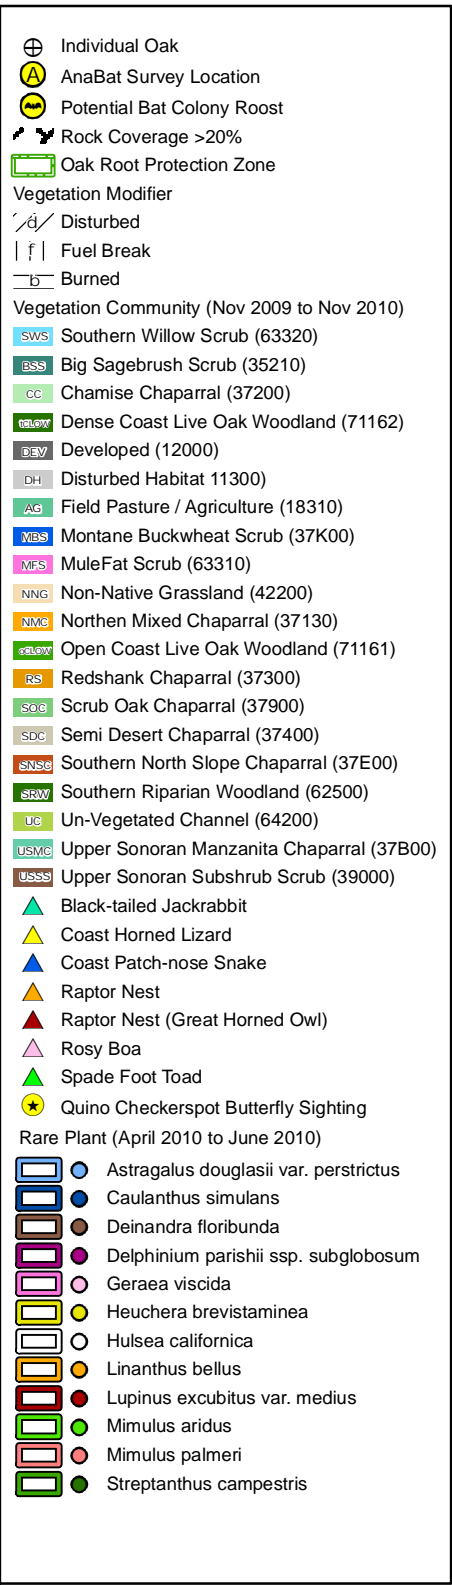 Individual Oak
A AnaBat Survey Location
Potential Bat Colony Roost
Rock Coverage >20%
Oak Root Protection Zone
Vegetation Modifier
d Disturbed
f Fuel Break
b Burned
Vegetation Community (Nov 2009 to Nov 2010)
SWS Southern Willow Scrub (63320)
BSS Big Sagebrush Scrub (35210)
CC Chamise Chaparral (37200)
Dense Coast Live Oak Woodland (71162)
DEV Developed (12000)
DH Disturbed Habitat 11300)
AG Field Pasture / Agriculture (18310)
MBS Montane Buckwheat Scrub (37K00)
MFS MuleFat Scrub (63310)
NNG Non-Native Grassland (42200)
NMC Northen Mixed Chaparral (37130)
oCLOW Open Coast Live Oak Woodland (71161)
RS Redshank Chaparral (37300)
SOC Scrub Oak Chaparral (37900)
SDC Semi Desert Chaparral (37400)
SNSC Southern North Slope Chaparral (37E00)
SRW Southern Riparian Woodland (62500)
UC Un-Vegetated Channel (64200)
USMC Upper Sonoran Manzanita Chaparral (37B00)
USSS Upper Sonoran Subshrub Scrub (39000)
Black-tailed Jackrabbit
Coast Horned Lizard
Coast Patch-nose Snake
Raptor Nest
Raptor Nest (Great Horned Owl)
Rosy Boa
Spade Foot Toad
Quino Checkerspot Butterfly Sighting
Rare Plant (April 2010 to June 2010)
Astragalus douglasii var. perstrictus
Caulanthus simulans
Deinandra floribunda
Delphinium parishii ssp. subglobosum
Geraea viscida
Heuchera brevistaminea
Hulsea californica
Linanthus bellus
Lupinus excubitus var. medius
Mimulus aridus
Mimulus palmeri
Streptanthus campestris